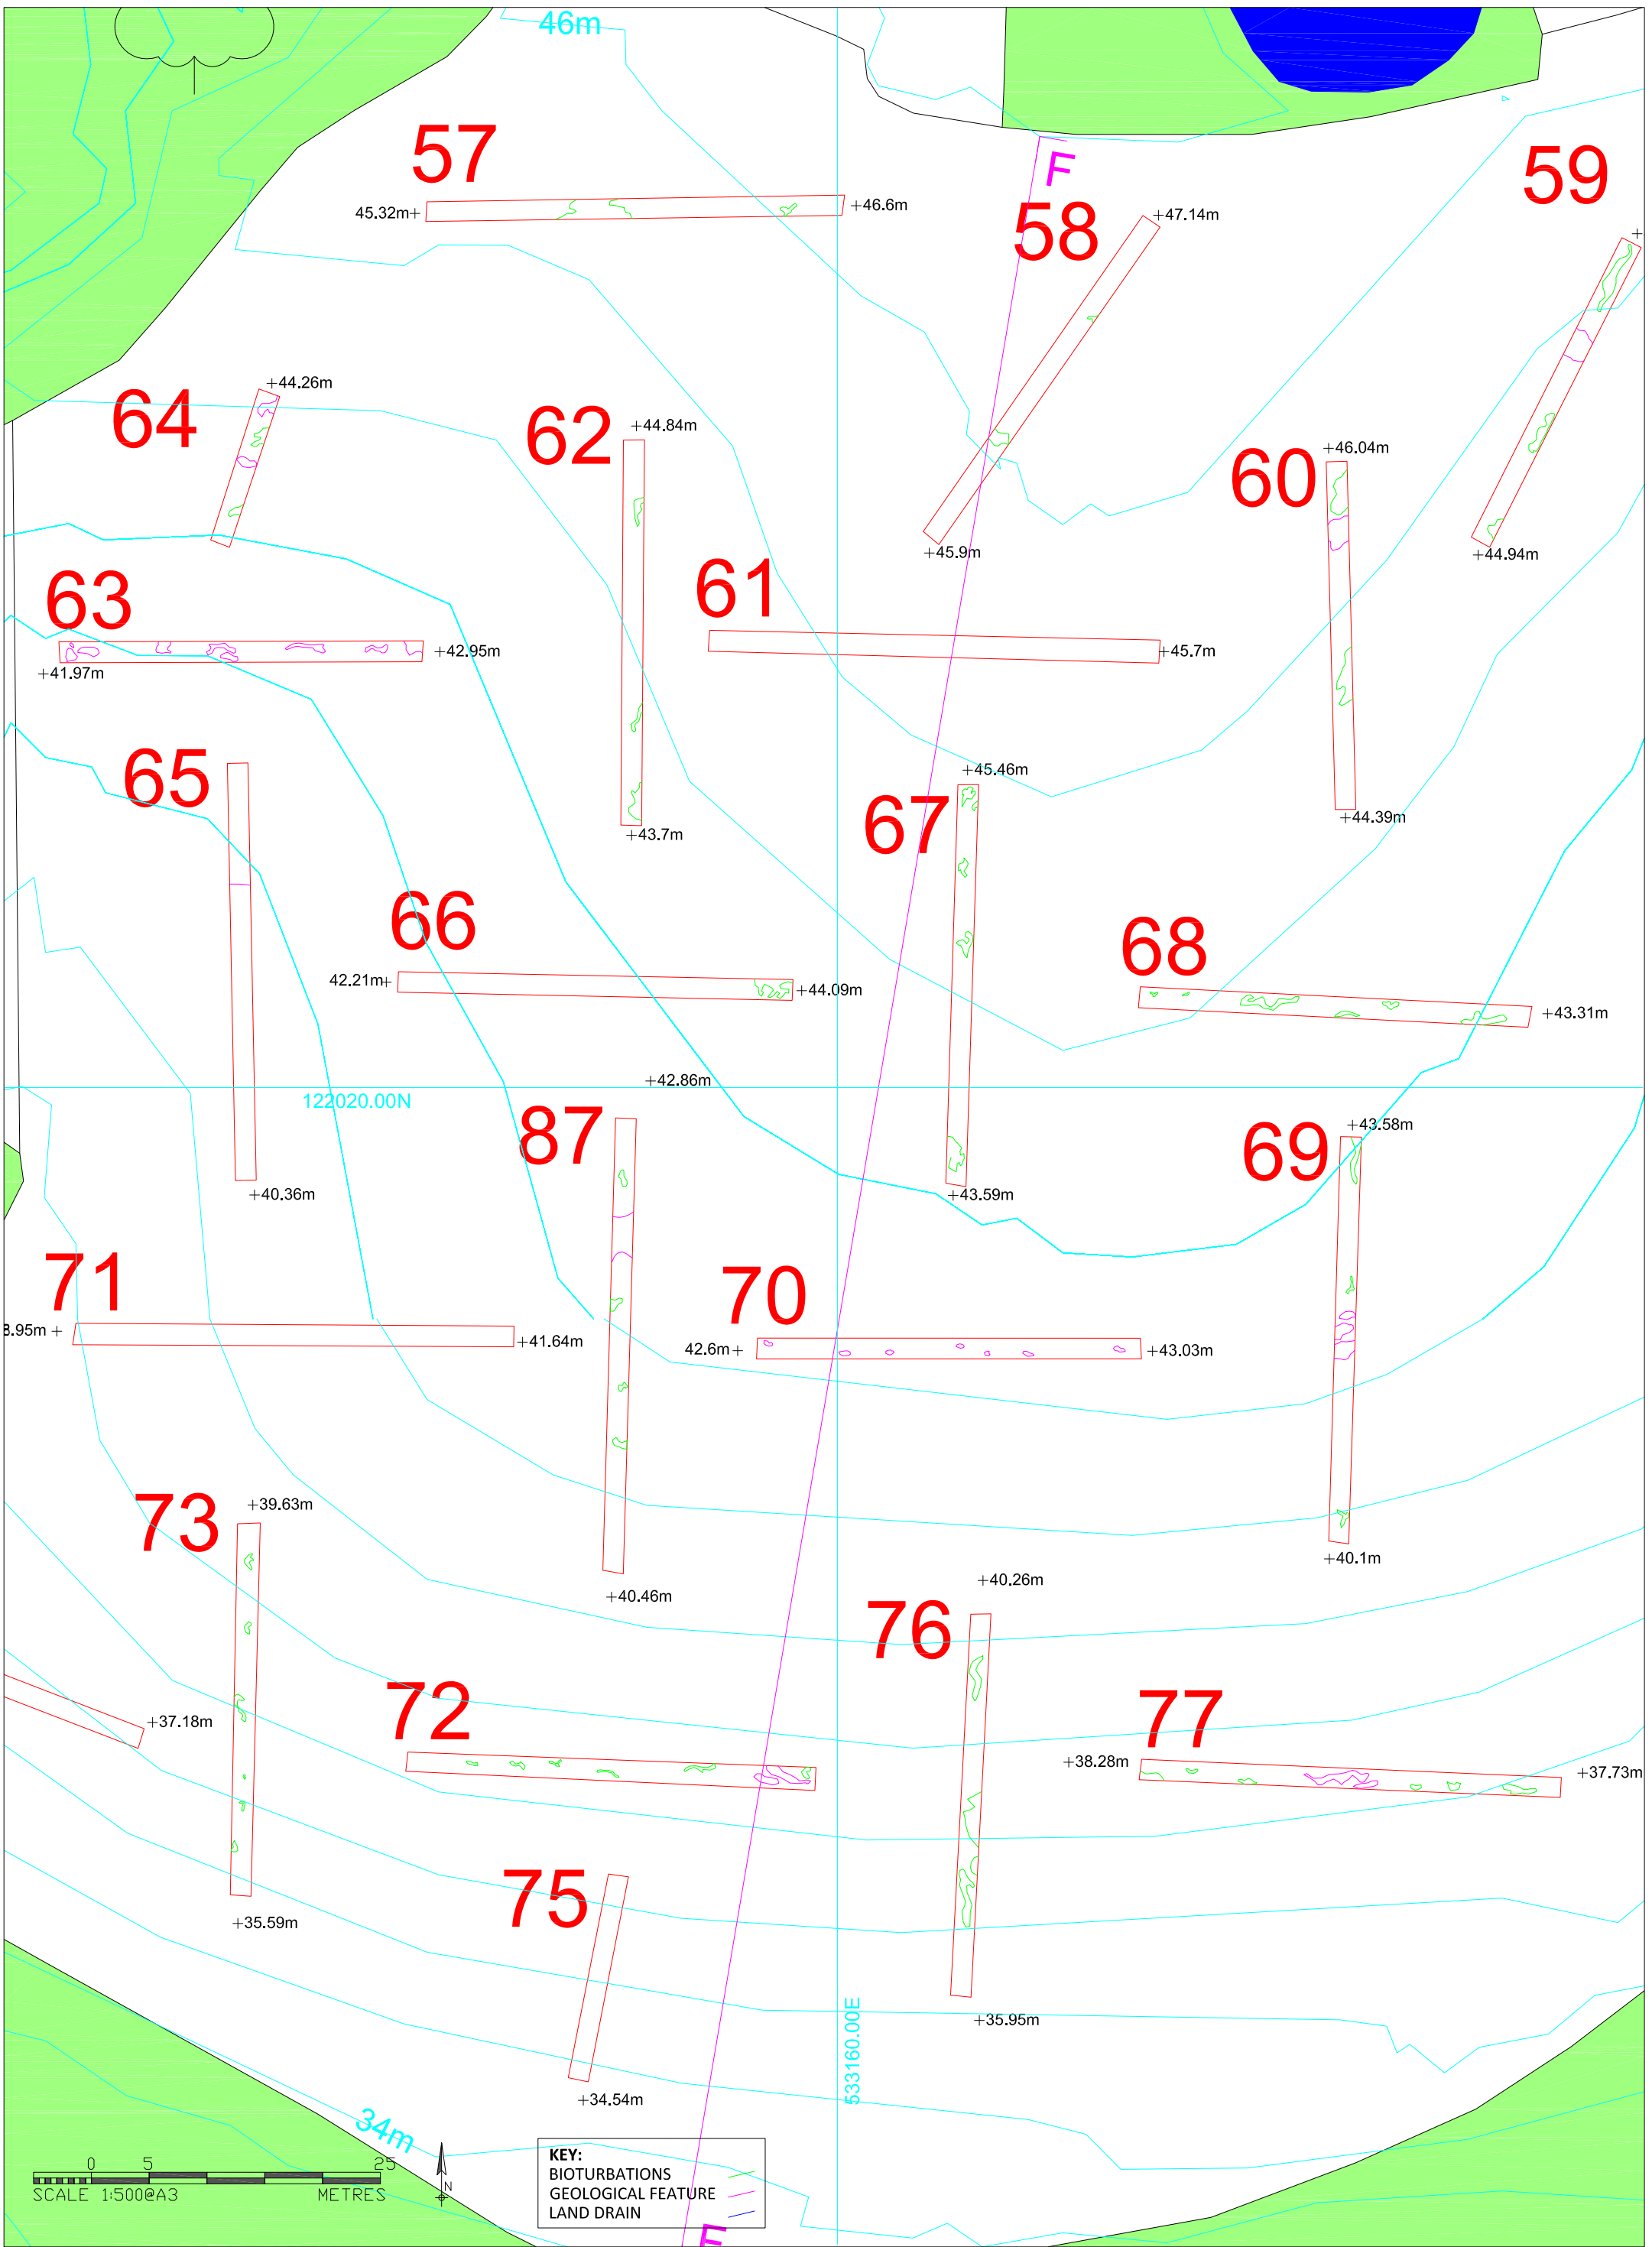 46m
57
45.32m+
+46.6m
F
58
+47.14m
59
+
64
+44.26m
62
+44.84m
60
+46.04m
+45.9m
+44.94m
63
61
+42.95m
+41.97m
+45.7m
65
+45.46m
67
+44.39m
+43.7m
66
68
42.21m+
+44.09m
+43.31m
+42.86m
122020.00N
87
+43.58m
69
+40.36m
+43.59m
71
70
8.95m +
+41.64m
42.6m+
+43.03m
73
+39.63m
+40.1m
+40.26m
+40.46m
76
72
77
+37.18m
+38.28m
+37.73m
75
+35.59m
533160.00E
+35.95m
+34.54m
34m
0 5 25
SCALE 1:500@A3 METRES
N
KEY:
BIOTURBATIONS
GEOLOGICAL FEATURE
LAND DRAIN